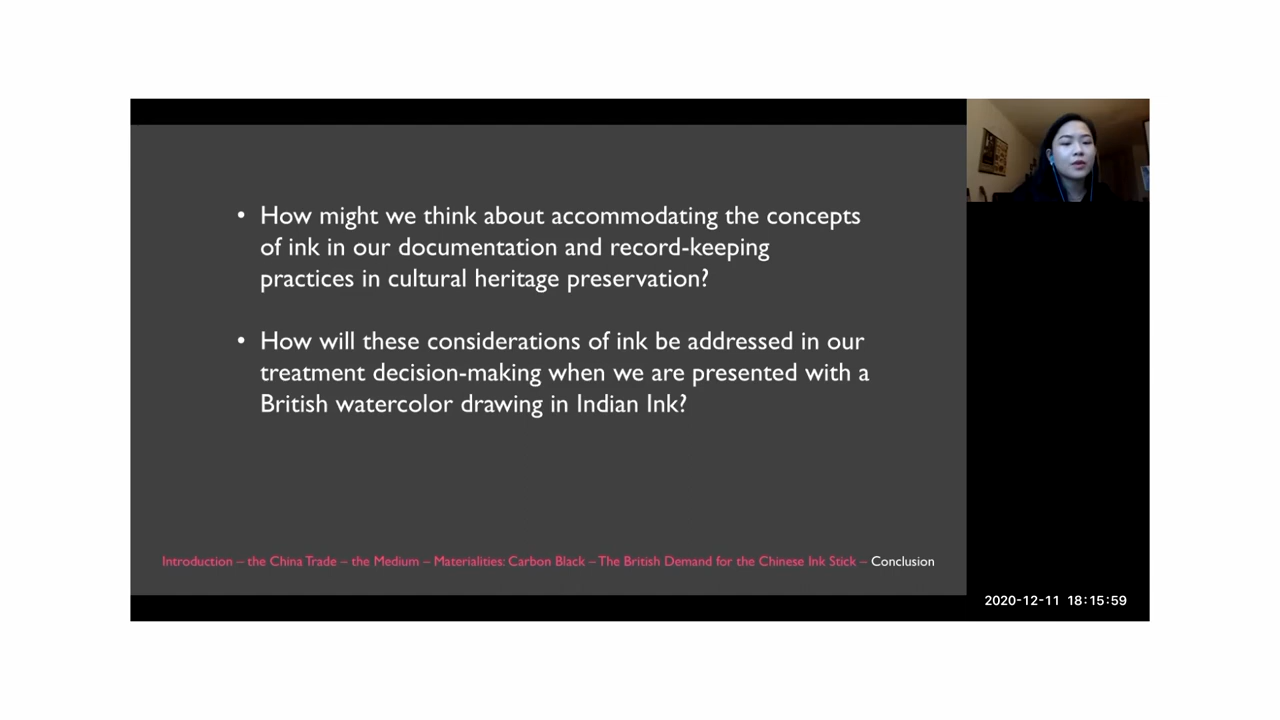 • How might we think about accommodating the concepts
of ink in our documentation and record-keeping
practices in cultural heritage preservation?
• How will these considerations of ink be addressed in our
treatment decision-making when we are presented with a
British watercolor drawing in Indian Ink?
Introduction – the China Trade – the Medium – Materialities: Carbon Black – The British Demand for the Chinese Ink Stick – Conclusion
2020-12-11 18:15:59